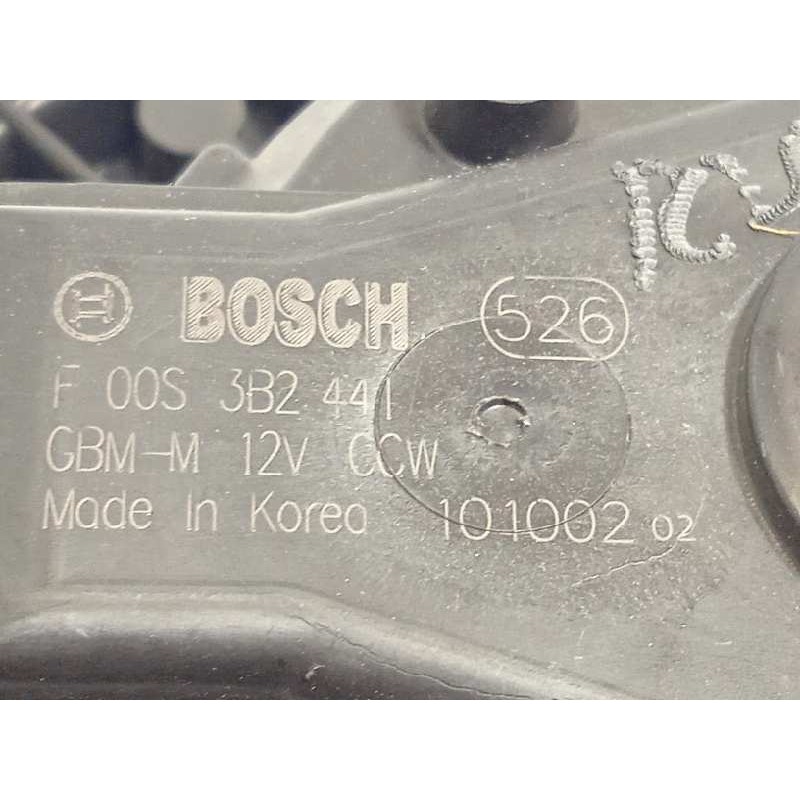 BOSCH 526
F 00S 3B2 441
GBM-M 12V CCW
Made In Korea 101002 02